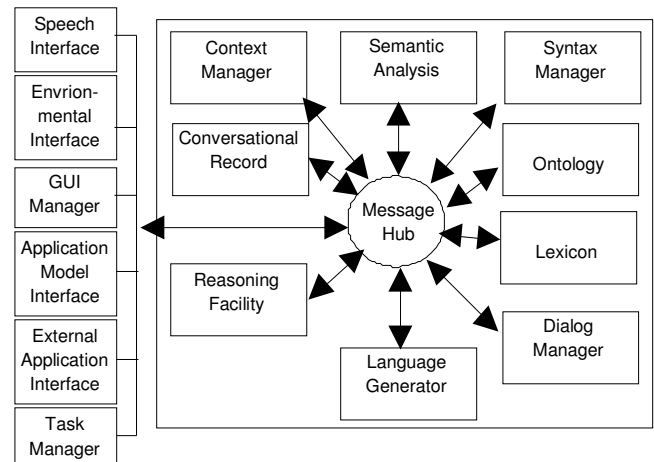 Speech
Interface
Envrion-
mental
Interface
GUI
Manager
Application
Model
Interface
External
Application
Interface
Task
Manager
Context
Manager
Semantic
Analysis
Syntax
Manager
Conversational
Record
Ontology
Message
Hub
Lexicon
Reasoning
Facility
Dialog
Manager
Language
Generator